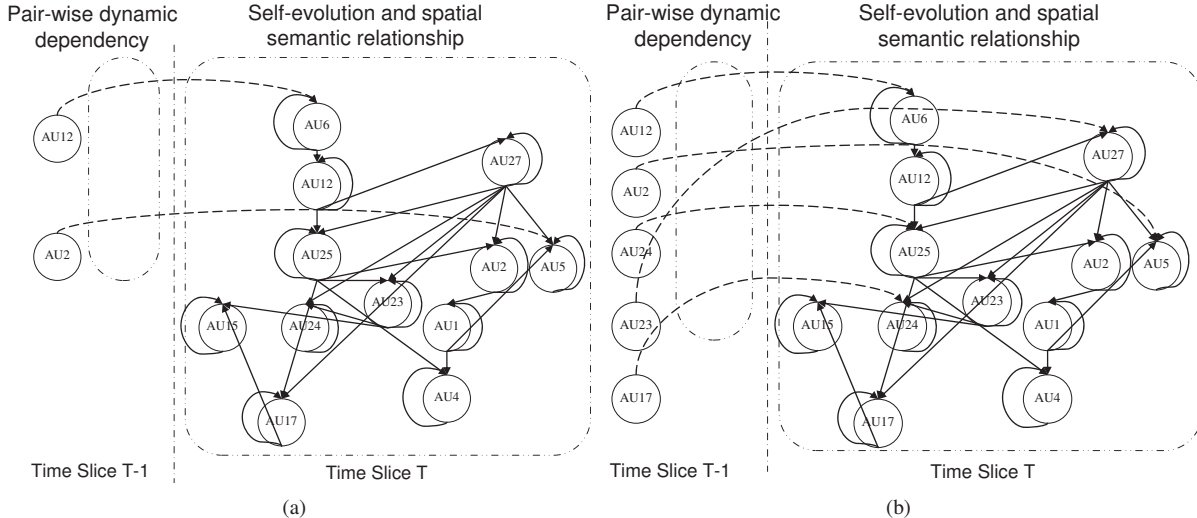 Pair-wise dynamic
dependency
Self-evolution and spatial
semantic relationship
AU12
AU2
AU6
AU12
AU27
AU25
AU2
AU5
AU23
AU15
AU24
AU1
AU4
AU17
Time Slice T-1
Time Slice T
(a)
Pair-wise dynamic
dependency
Self-evolution and spatial
semantic relationship
AU12
AU2
AU24
AU23
AU17
AU6
AU12
AU27
AU25
AU2
AU5
AU23
AU15
AU24
AU1
AU4
AU17
Time Slice T-1
Time Slice T
(b)